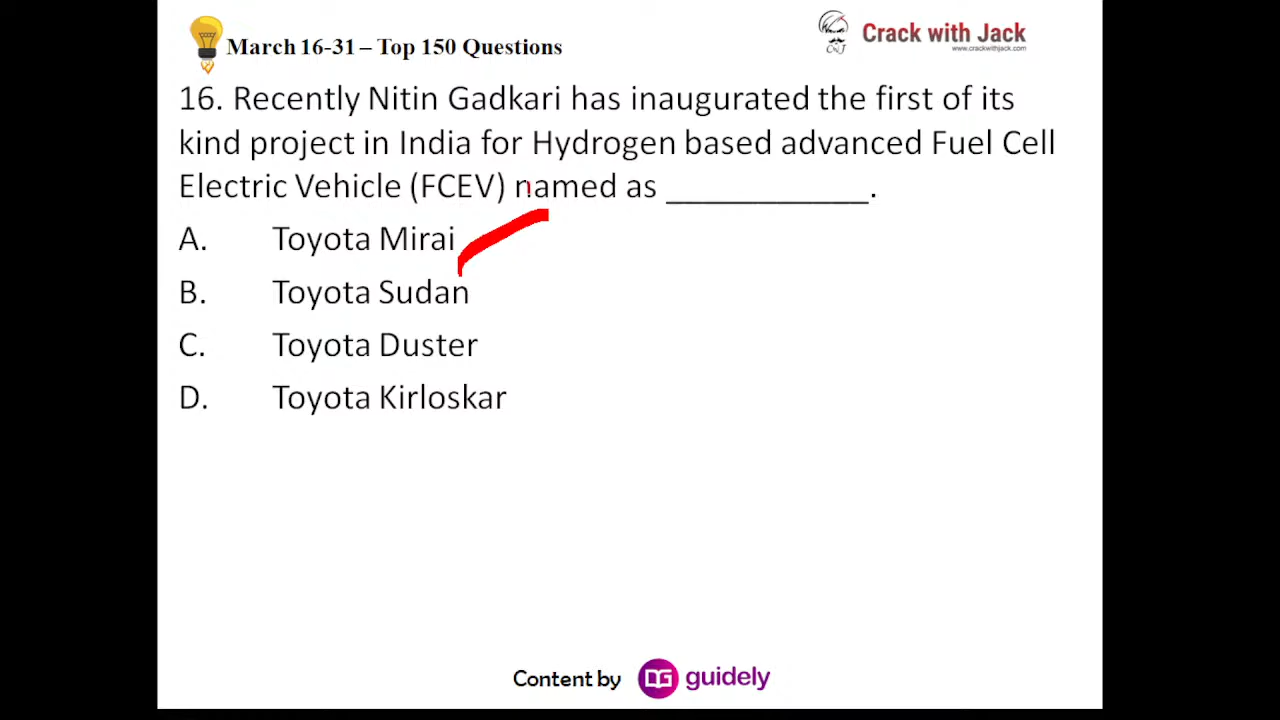 March 16-31 – Top 150 Questions
Crack with Jack
www.crackwithjack.com
CwJ
16. Recently Nitin Gadkari has inaugurated the first of its
kind project in India for Hydrogen based advanced Fuel Cell
Electric Vehicle (FCEV) named as ____________.
A. Toyota Mirai
B. Toyota Sudan
C. Toyota Duster
D. Toyota Kirloskar
Content by guidely